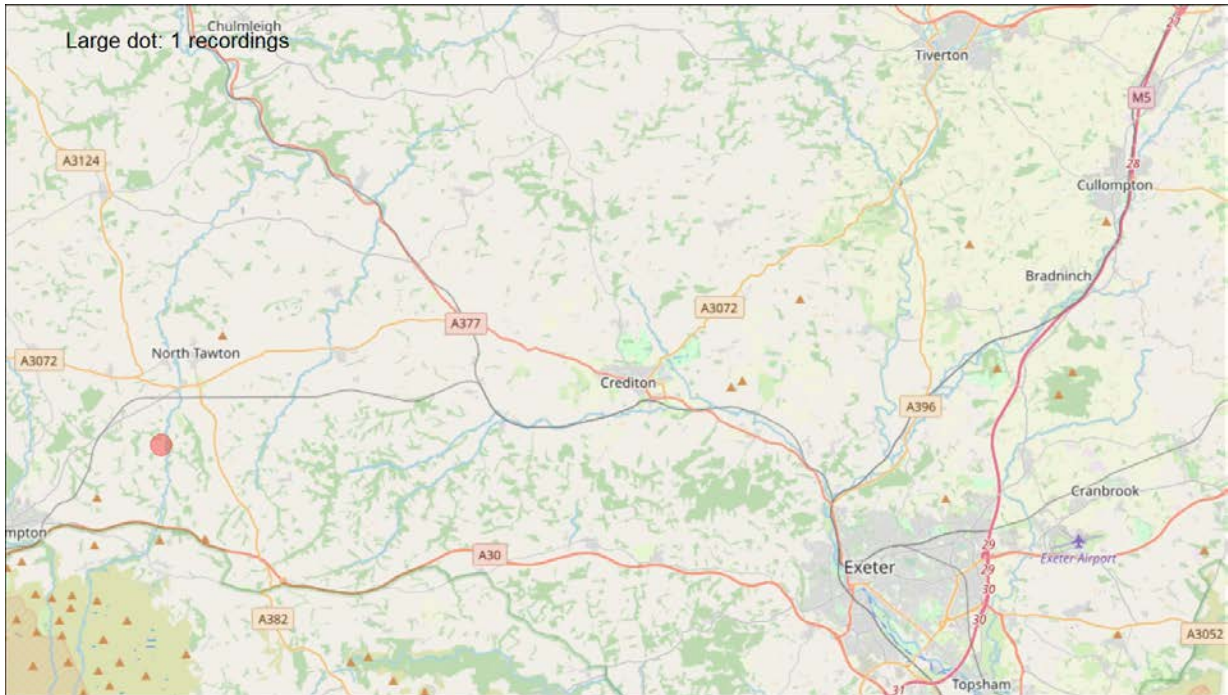 Chulmleigh
Large dot: 1 recordings
27
Tiverton
M5
A3124
28
Cullompton
Bradninch
A3072
A377
North Tawton
A3072
Crediton
A396
Cranbrook
mpton
A30
29
Exeter Airport
Exeter
29
30
30
A382
A3052
Topsham
31